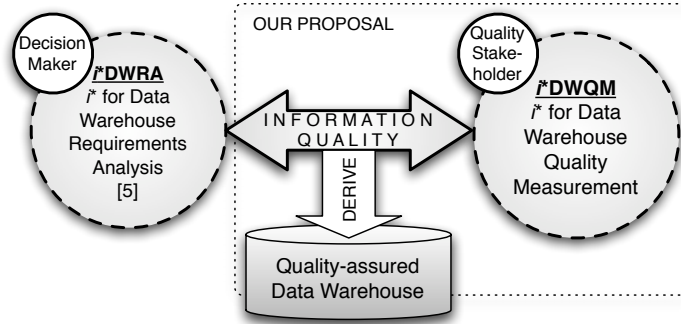 OUR PROPOSAL
Decision
Maker
i*DWRA
i* for Data
Warehouse
Requirements
Analysis
[5]
INFORMATION
QUALITY
Quality
Stake-
holder
i*DWQM
i* for Data
Warehouse
Quality
Measurement
DERIVE
Quality-assured
Data Warehouse